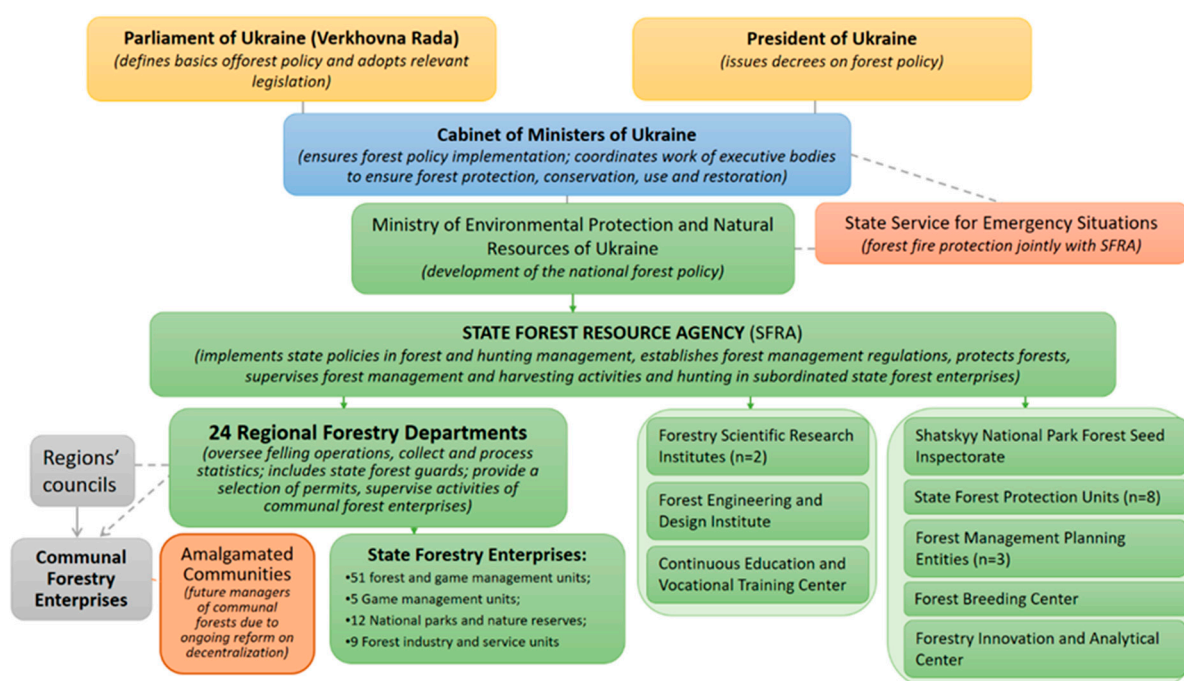 Parliament of Ukraine (Verkhovna Rada)
(defines basics offorest policy and adopts relevant
legislation)
President of Ukraine
(issues decrees on forest policy)
Cabinet of Ministers of Ukraine
(ensures forest policy implementation; coordinates work of executive bodies
to ensure forest protection, conservation, use and restoration)
Ministry of Environmental Protection and Natural
Resources of Ukraine
(development of the national forest policy)
State Service for Emergency Situations
(forest fire protection jointly with SFRA)
STATE FOREST RESOURCE AGENCY (SFRA)
(implements state policies in forest and hunting management, establishes forest management regulations, protects forests,
supervises forest management and harvesting activities and hunting in subordinated state forest enterprises)
24 Regional Forestry Departments
(oversee felling operations, collect and process
statistics; includes state forest guards; provide a
selection of permits, supervise activities of
communal forest enterprises)
Regions'
councils
Communal
Forestry
Enterprises
Amalgamated
Communities
(future managers
of communal
forests due to
ongoing reform on
decentralization)
State Forestry Enterprises:
•51 forest and game management units;
•5 Game management units;
•12 National parks and nature reserves;
•9 Forest industry and service units
Forestry Scientific Research
Institutes (n=2)
Forest Engineering and
Design Institute
Continuous Education and
Vocational Training Center
Shatskyy National Park Forest Seed
Inspectorate
State Forest Protection Units (n=8)
Forest Management Planning
Entities (n=3)
Forest Breeding Center
Forestry Innovation and Analytical
Center